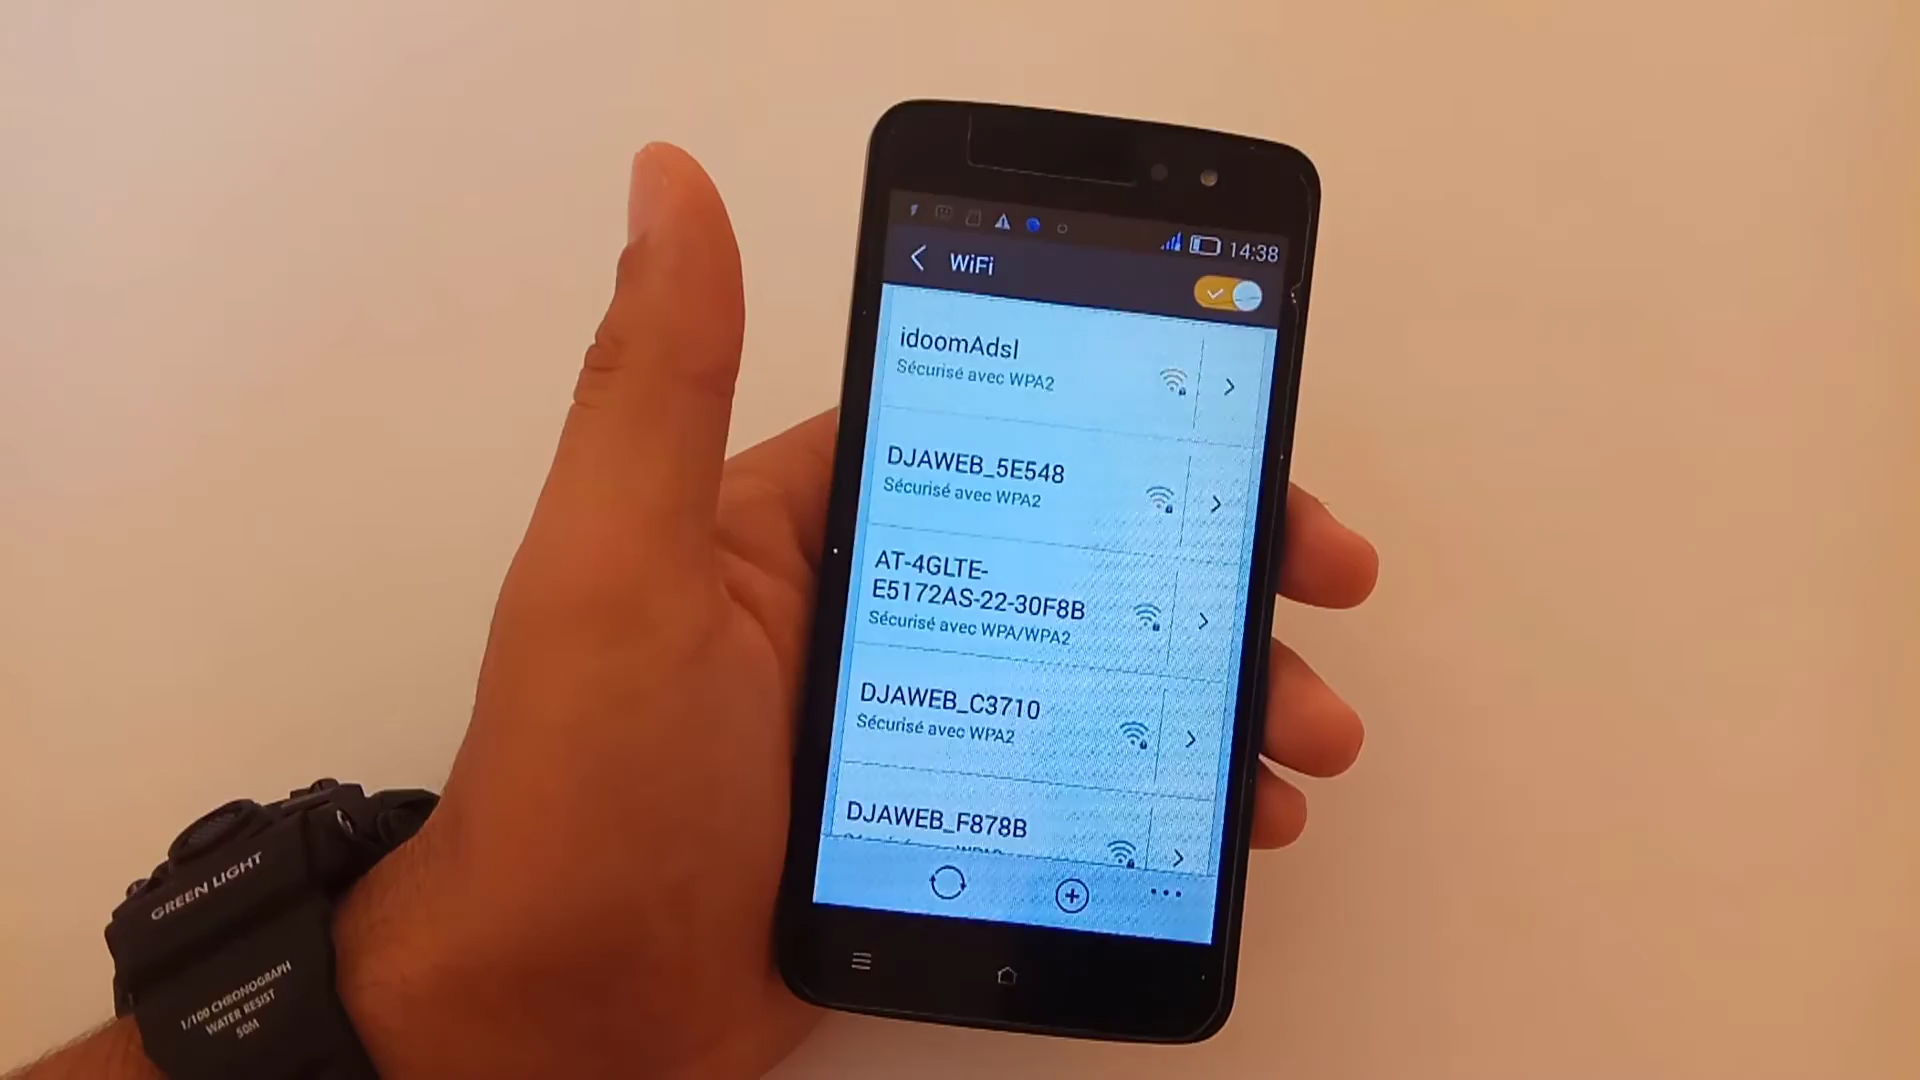 14:38
WiFi
idoomAdsl
Sécurisé avec WPA2
DJAWEB_5E548
Sécurisé avec WPA2
AT-4GLTE-
E5172AS-22-30F8B
Sécurisé avec WPA/WPA2
DJAWEB_C3710
Sécurisé avec WPA2
DJAWEB_F878B
GREEN LIGHT
1/100 CHRONOGRAPH
WATER RESIST
50M